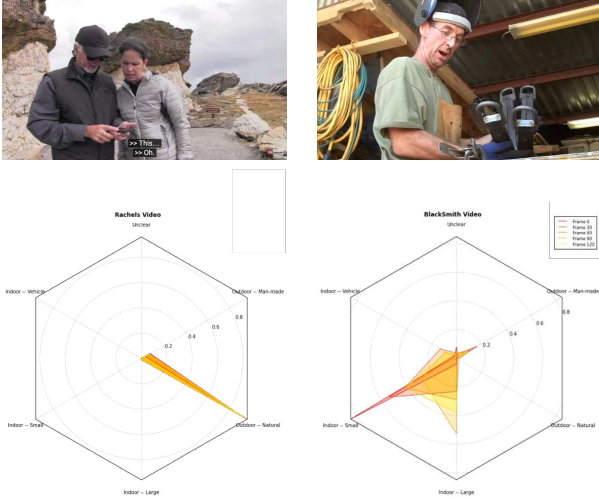 >> This...
>> Oh.
Rachels Video
Unclear
Indoor -- Vehicle
Outdoor -- Man-made
0.8
0.6
0.4
0.2
Indoor -- Small
Outdoor -- Natural
Indoor -- Large
BlackSmith Video
Unclear
Frame 0
Frame 30
Frame 60
Frame 90
Frame 120
Indoor -- Vehicle
Outdoor -- Man-made
0.8
0.6
0.4
0.2
Indoor -- Small
Outdoor -- Natural
Indoor -- Large